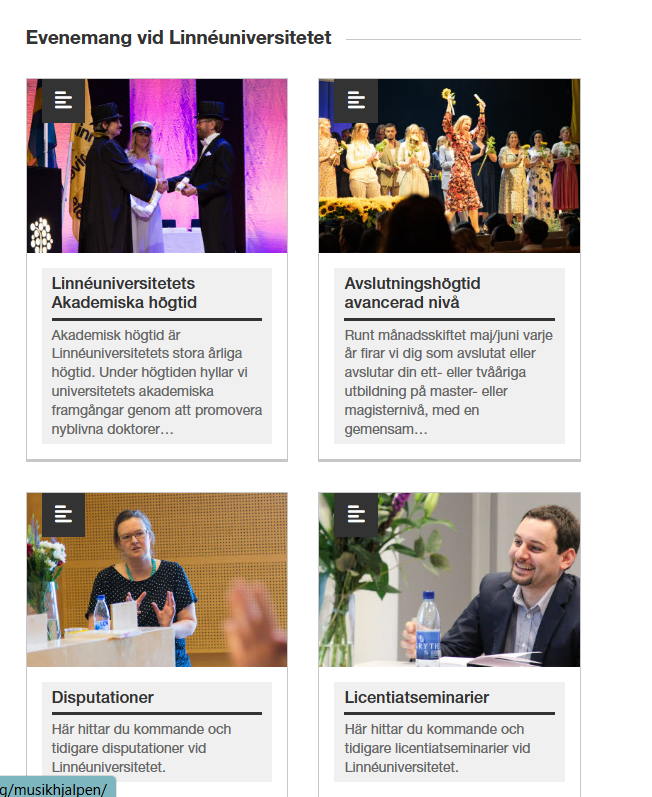 Evenemang vid Linnéuniversitetet
Linnéuniversitetets
Akademiska högtid
Akademisk högtid är
Linnéuniversitetets stora årliga
högtid. Under högtiden hyllar vi
universitetets akademiska
framgångar genom att promovera
nyblivna doktorer…
Avslutningshögtid
avancerad nivå
Runt månadsskiftet maj/juni varje
år firar vi dig som avslutat eller
avslutar din ett- eller tvååriga
utbildning på master- eller
magisternivå, med en
gemensam…
Disputationer
Här hittar du kommande och
tidigare disputationer vid
Linnéuniversitetet.
Licentiatseminarier
Här hittar du kommande och
tidigare licentiatseminarier vid
Linnéuniversitetet.
g/musikhjalpen/